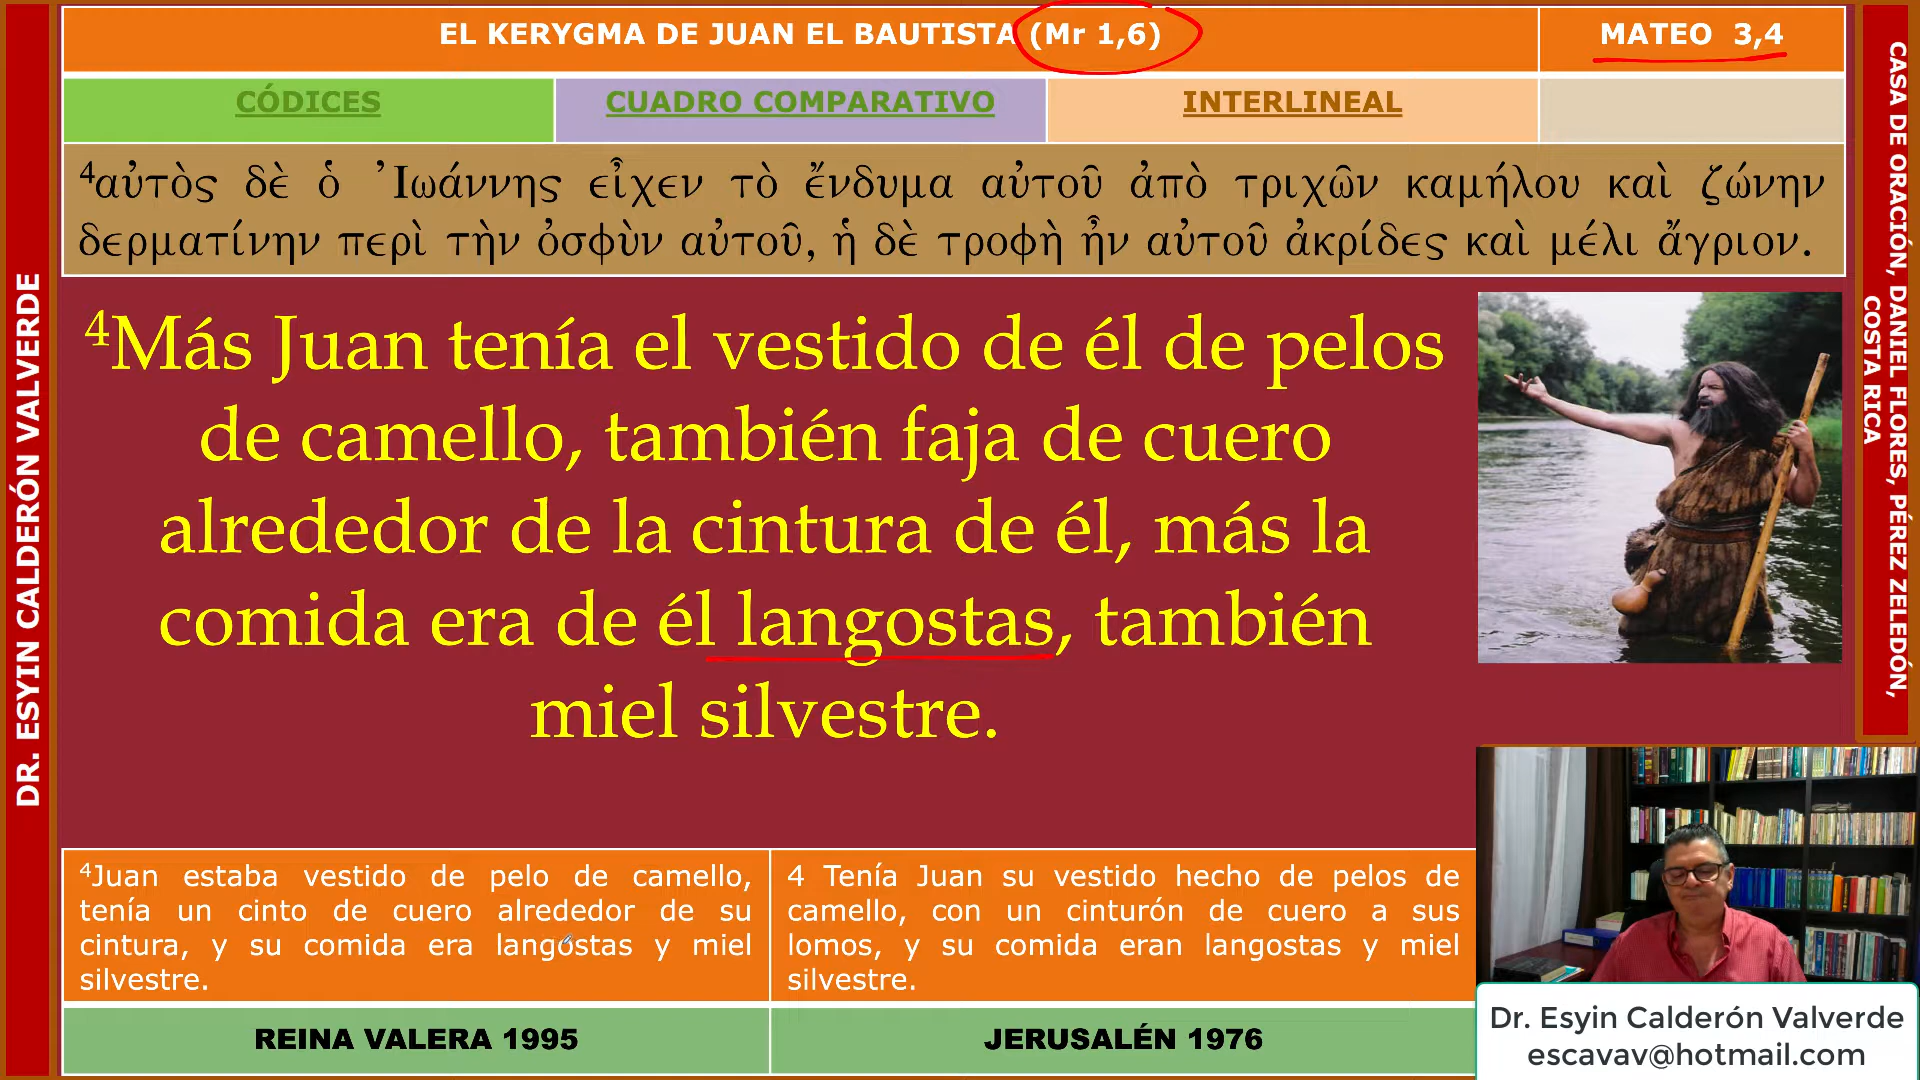 EL KERYGMA DE JUAN EL BAUTISTA (Mr 1,6)
MATEO 3,4
CÓDICES
CUADRO COMPARATIVO
INTERLINEAL
⁴αὐτὸς δὲ ὁ Ἰωάννης εἶχεν τὸ ἔνδυμα αὐτοῦ ἀπὸ τριχῶν καμήλου καὶ ζώνην
δερματίνην περὶ τὴν ὀσφὺν αὐτοῦ, ἡ δὲ τροφὴ ἦν αὐτοῦ ἀκρίδες καὶ μέλι ἄγριον.
⁴Más Juan tenía el vestido de él de pelos
de camello, también faja de cuero
alrededor de la cintura de él, más la
comida era de él langostas, también
miel silvestre.
⁴Juan estaba vestido de pelo de camello,
tenía un cinto de cuero alrededor de su
cintura, y su comida era langostas y miel
silvestre.
REINA VALERA 1995
4 Tenía Juan su vestido hecho de pelos de
camello, con un cinturón de cuero a sus
lomos, y su comida eran langostas y miel
silvestre.
JERUSALÉN 1976
DR. ESYIN CALDERÓN VALVERDE
CASA DE ORACIÓN, DANIEL FLORES, PÉREZ ZELEDÓN,
COSTA RICA
Dr. Esyin Calderón Valverde
escavav@hotmail.com